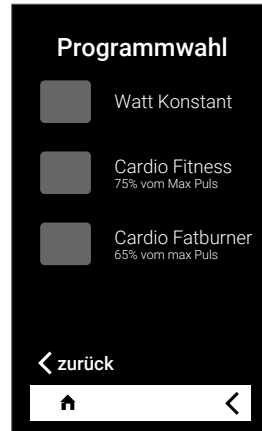 Programmwahl
Watt Konstant
Cardio Fitness
75% vom Max Puls
Cardio Fatburner
65% vom max Puls
zurück